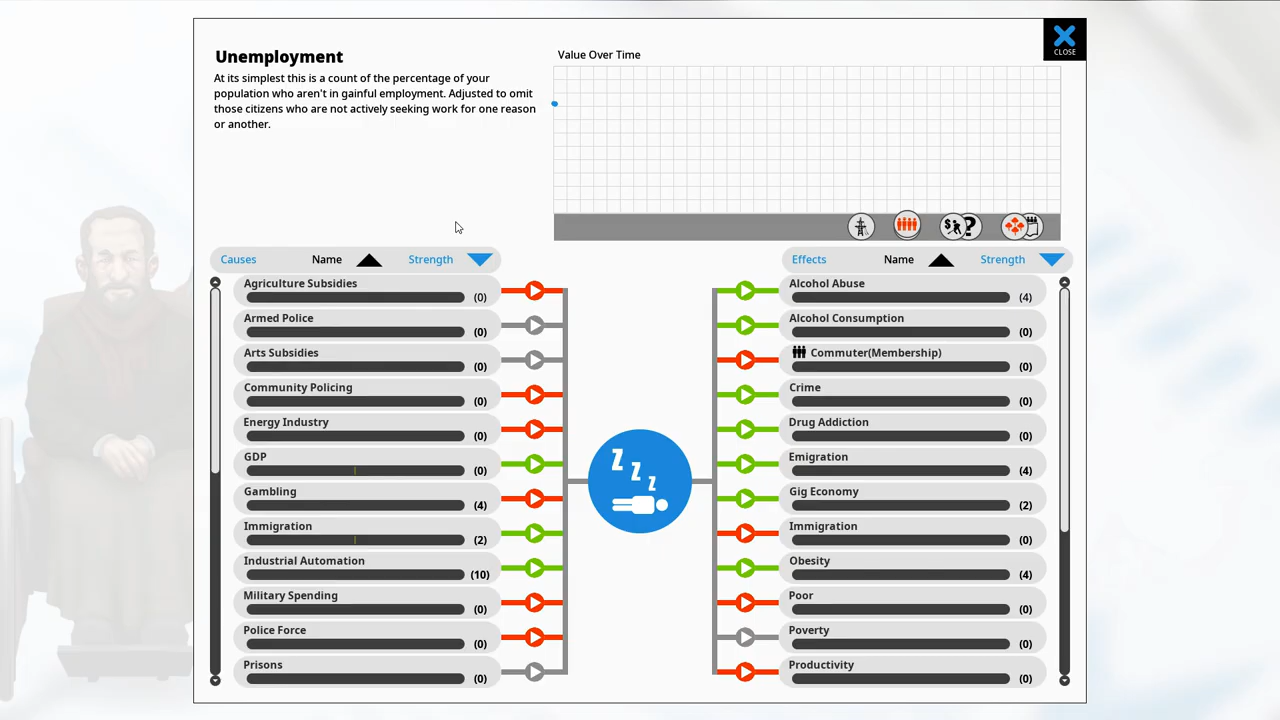 Unemployment
At its simplest this is a count of the percentage of your
population who aren't in gainful employment. Adjusted to omit
those citizens who are not actively seeking work for one reason
or another.
Value Over Time
CLOSE
Causes Name Strength
Agriculture Subsidies
(0)
Armed Police
(0)
Arts Subsidies
(0)
Community Policing
(0)
Energy Industry
(0)
GDP
(0)
Gambling
(4)
Immigration
(2)
Industrial Automation
(10)
Military Spending
(0)
Police Force
(0)
Prisons
(0)
Z
Z
Z
Effects Name Strength
Alcohol Abuse
(4)
Alcohol Consumption
(0)
Commuter(Membership)
(0)
Crime
(0)
Drug Addiction
(0)
Emigration
(4)
Gig Economy
(2)
Immigration
(0)
Obesity
(4)
Poor
(0)
Poverty
(0)
Productivity
(0)